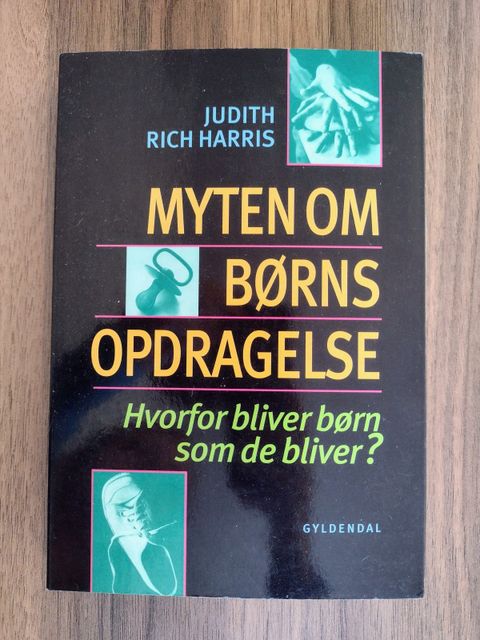 JUDITH
RICH HARRIS
MYTEN OM
BØRNS
OPDRAGELSE
Hvorfor bliver børn
som de bliver?
GYLDENDAL